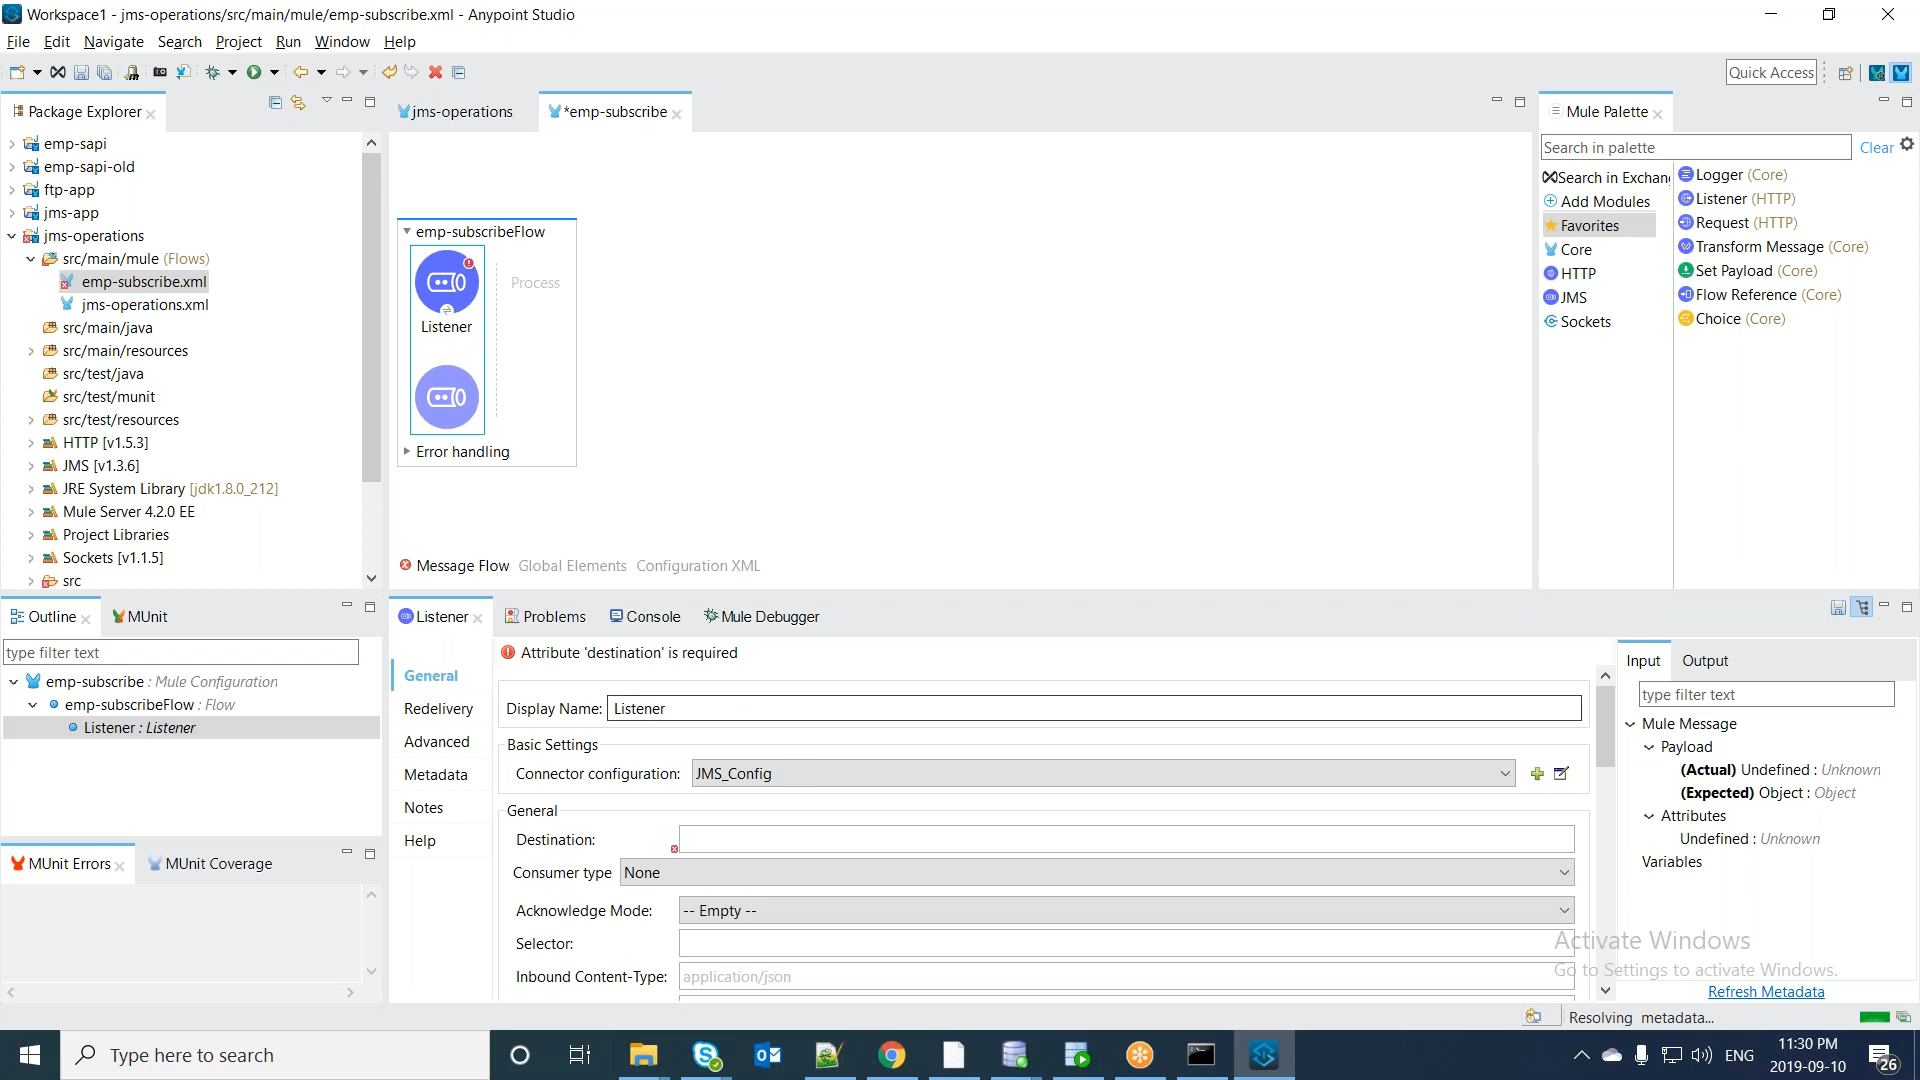 Workspace1 - jms-operations/src/main/mule/emp-subscribe.xml - Anypoint Studio
File Edit Navigate Search Project Run Window Help
Quick Access
Package Explorer
emp-sapi
emp-sapi-old
ftp-app
jms-app
jms-operations
src/main/mule (Flows)
emp-subscribe.xml
jms-operations.xml
src/main/java
src/main/resources
src/test/java
src/test/munit
src/test/resources
HTTP [v1.5.3]
JMS [v1.3.6]
JRE System Library [jdk1.8.0_212]
Mule Server 4.2.0 EE
Project Libraries
Sockets [v1.1.5]
src
jms-operations
*emp-subscribe
emp-subscribeFlow
Listener
Process
Error handling
Message Flow Global Elements Configuration XML
Mule Palette
Search in palette
Clear
Search in Exchan
Add Modules
Favorites
Core
HTTP
JMS
Sockets
Logger (Core)
Listener (HTTP)
Request (HTTP)
Transform Message (Core)
Set Payload (Core)
Flow Reference (Core)
Choice (Core)
Outline
MUnit
type filter text
emp-subscribe : Mule Configuration
emp-subscribeFlow : Flow
Listener : Listener
MUnit Errors
MUnit Coverage
Listener
Problems
Console
Mule Debugger
Attribute 'destination' is required
General
Redelivery
Advanced
Metadata
Notes
Help
Display Name: Listener
Basic Settings
Connector configuration: JMS_Config
General
Destination:
Consumer type None
Acknowledge Mode: -- Empty --
Selector:
Inbound Content-Type: application/json
Input
Output
type filter text
Mule Message
Payload
(Actual) Undefined : Unknown
(Expected) Object : Object
Attributes
Undefined : Unknown
Variables
Activate Windows
Go to Settings to activate Windows.
Refresh Metadata
Resolving metadata...
Type here to search
ENG
11:30 PM
2019-09-10
26